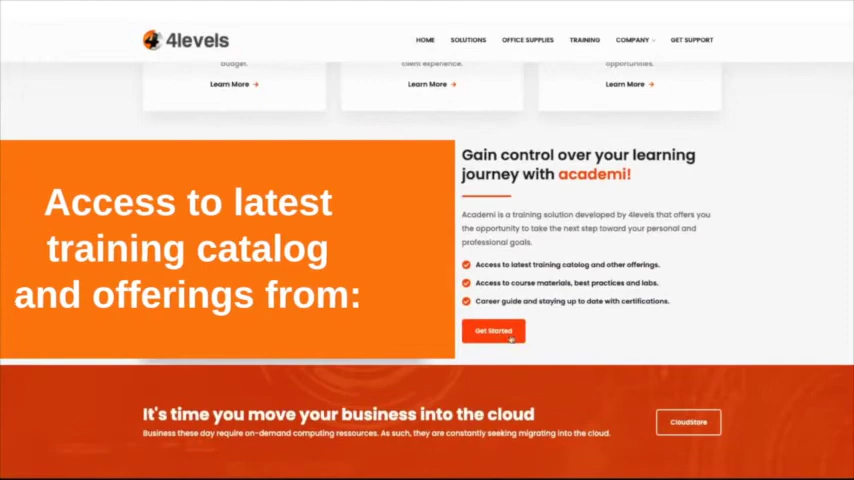 4levels
HOME SOLUTIONS OFFICE SUPPLIES TRAINING COMPANY GET SUPPORT
budget. client experience. opportunities.
Learn More Learn More Learn More
Access to latest
training catalog
and offerings from:
Gain control over your learning
journey with academi!
Academi is a training solution developed by 4levels that offers you
the opportunity to take the next step toward your personal and
professional goals.
Access to latest training catolog and other offerings.
Access to course materials, best practices and labs.
Career guide and staying up to date with certifications.
Get Started
It's time you move your business into the cloud
Business these day require on-demand computing ressources. As such, they are constantly seeking migrating into the cloud.
CloudStore